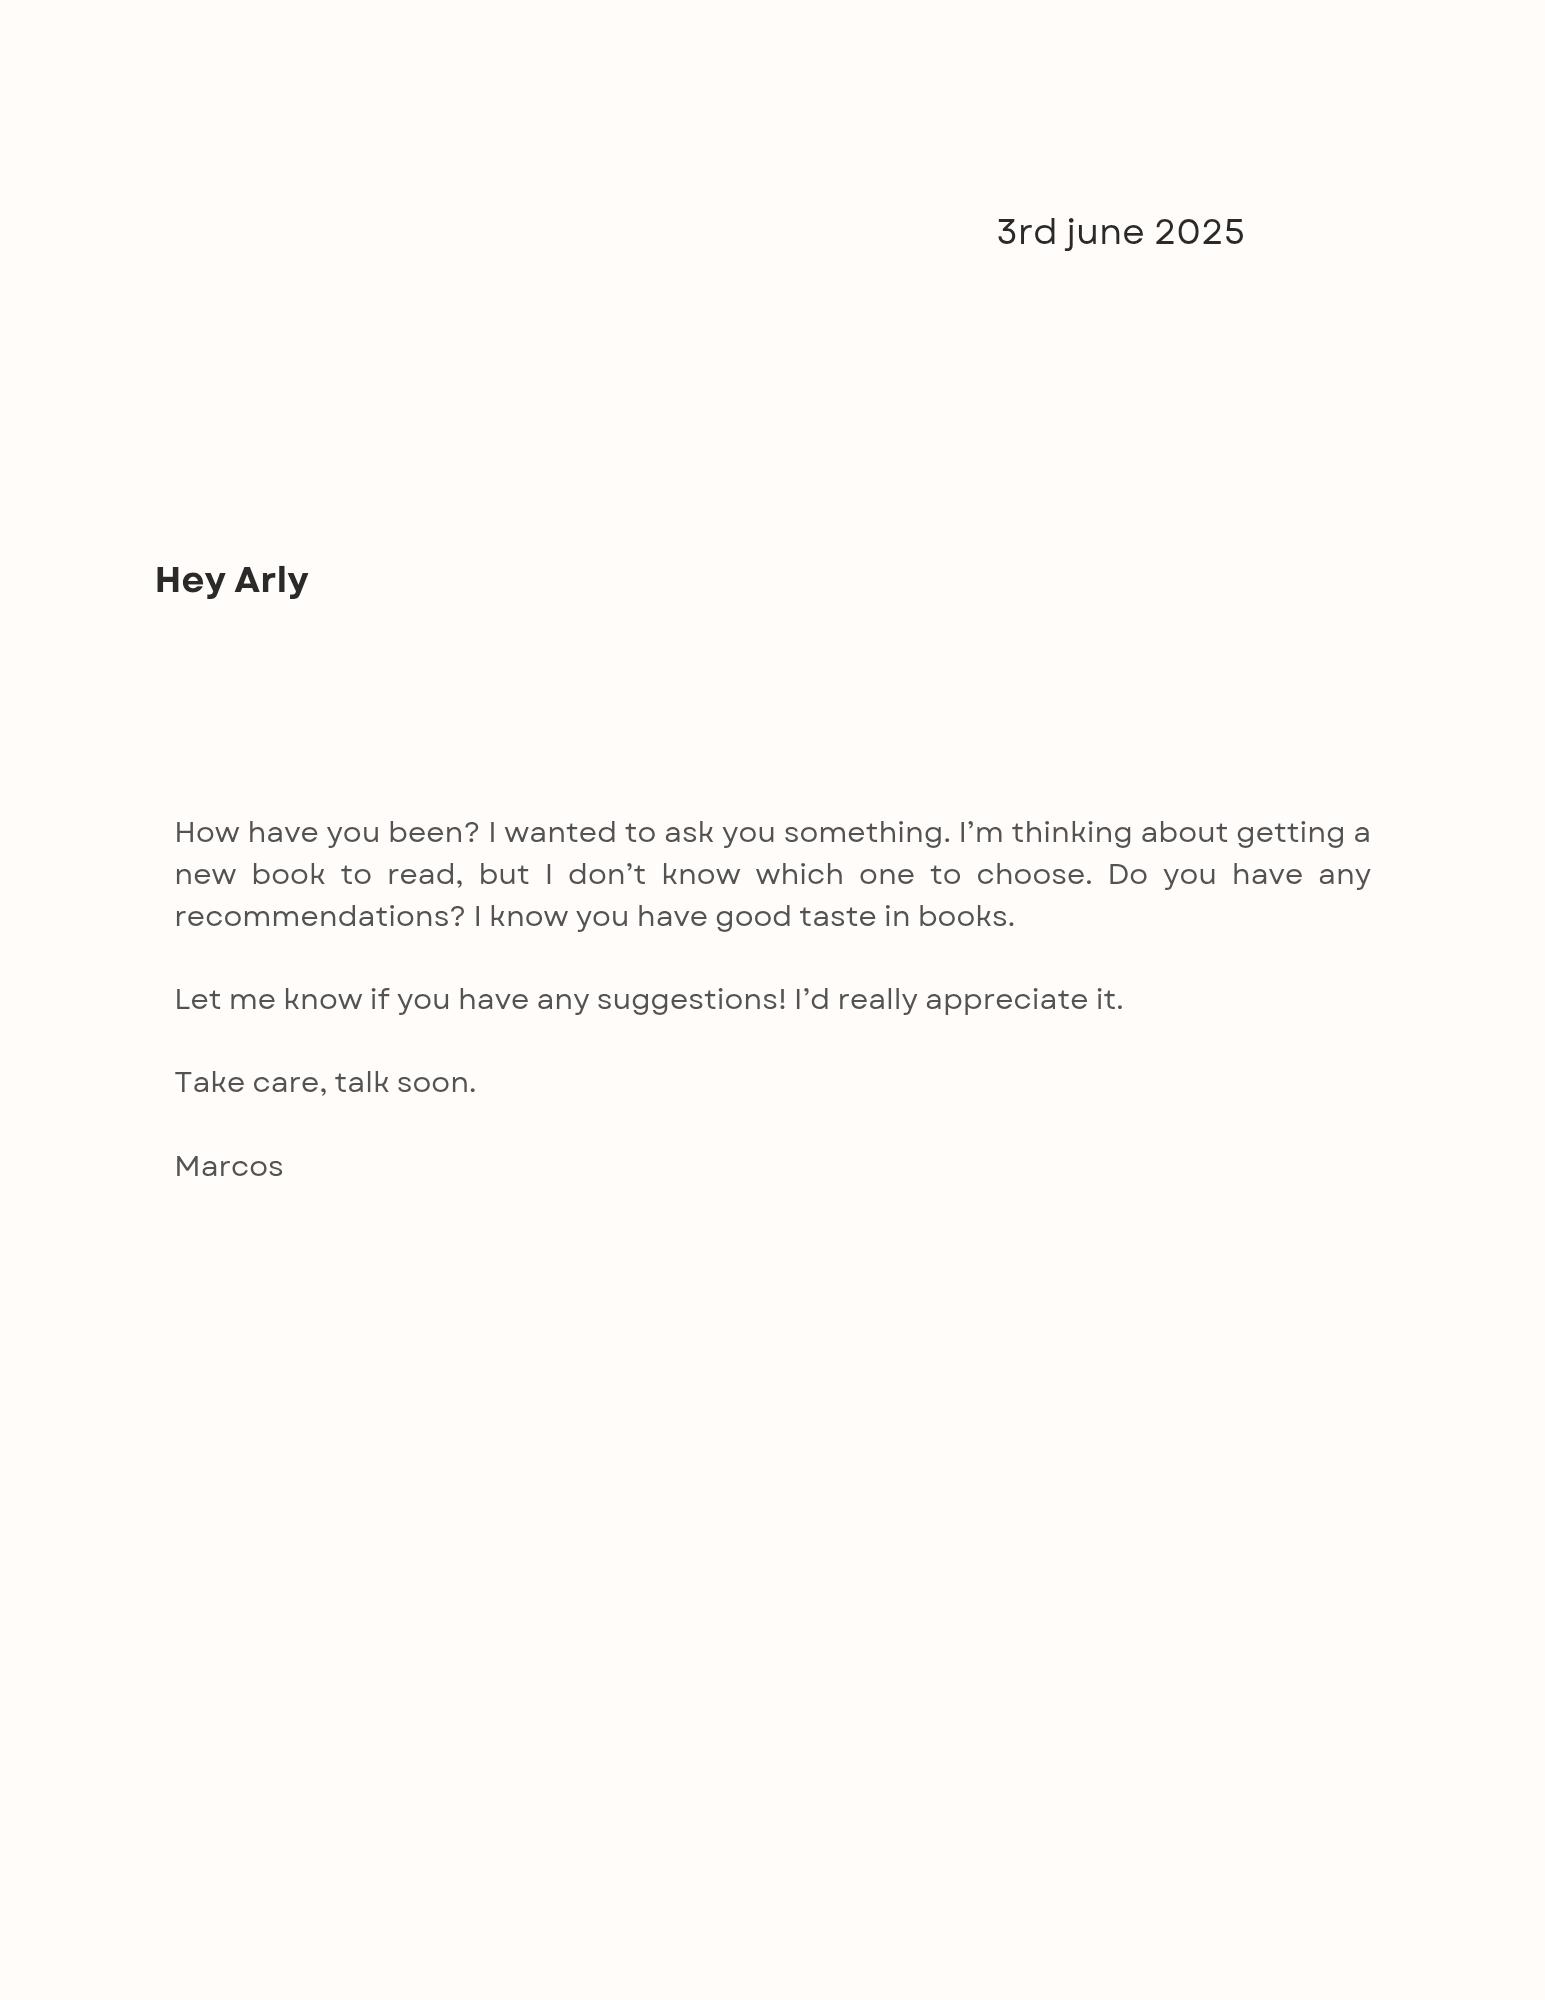 3rd june 2025
Hey Arly
How have you been? I wanted to ask you something. I’m thinking about getting a
new book to read, but I don’t know which one to choose. Do you have any
recommendations? I know you have good taste in books.
Let me know if you have any suggestions! I’d really appreciate it.
Take care, talk soon.
Marcos